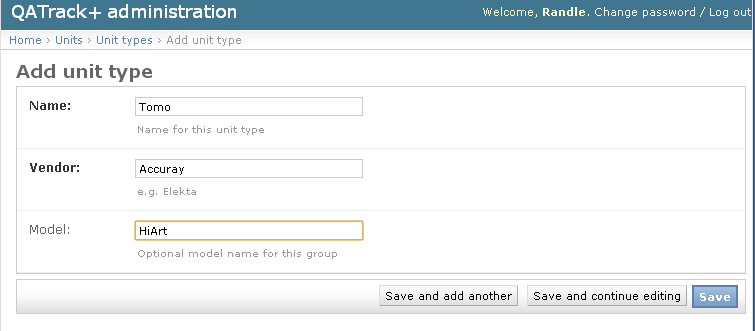 QATrack+ administration
Welcome, Randle. Change password / Log out
Home › Units › Unit types › Add unit type
Add unit type
Name: Tomo
Name for this unit type
Vendor: Accuray
e.g. Elekta
Model: HiArt
Optional model name for this group
Save and add another Save and continue editing Save